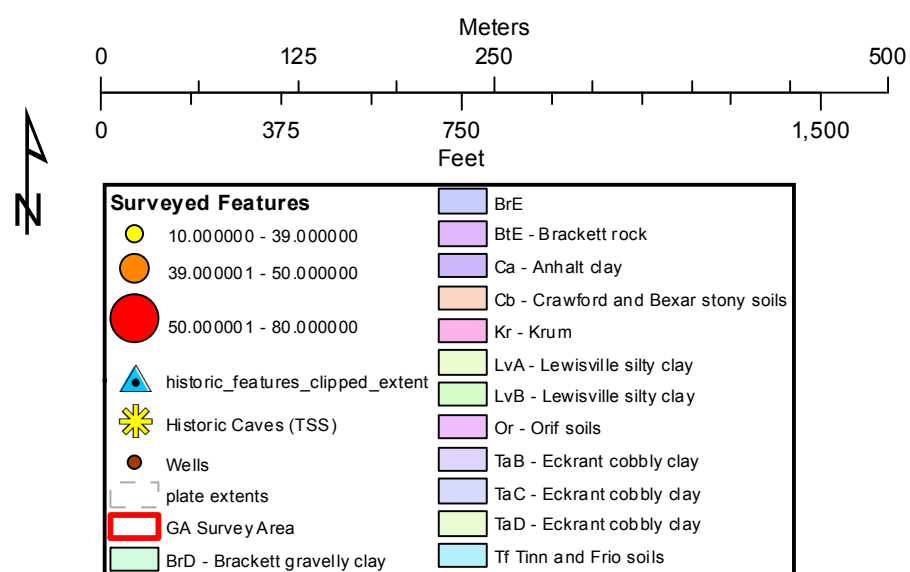 Meters
0 125 250 500
0 375 750 1,500
Feet
N
Surveyed Features
10.000000 - 39.000000
39.000001 - 50.000000
50.000001 - 80.000000
historic_features_clipped_extent
Historic Caves (TSS)
Wells
plate extents
GA Survey Area
BrD - Brackett gravelly clay
BrE
BtE - Brackett rock
Ca - Anhalt clay
Cb - Crawford and Bexar stony soils
Kr - Krum
LvA - Lewisville silty clay
LvB - Lewisville silty clay
Or - Orif soils
TaB - Eckrant cobbly clay
TaC - Eckrant cobbly clay
TaD - Eckrant cobbly clay
Tf Tinn and Frio soils